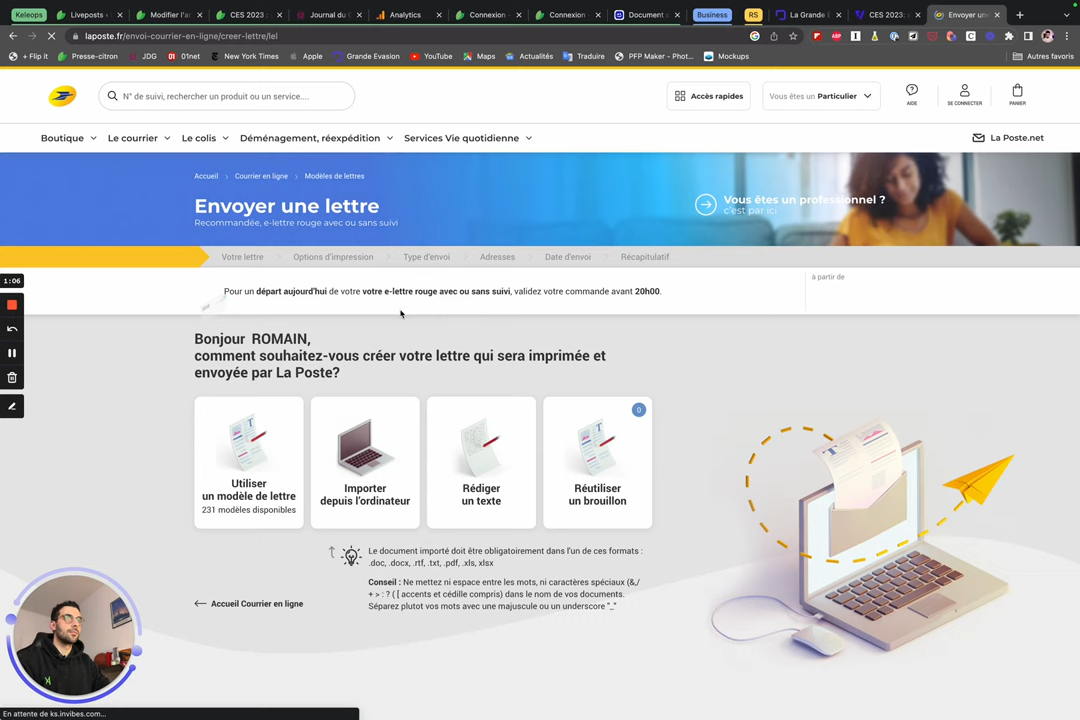 Keleops
Liveposts
Modifier l'ar
CES 2023
Journal du
Analytics
Connexion
Connexion
Document s
Business
RS
La Grande
CES 2023:
Envoyer une
laposte.fr/envoi-courrier-en-ligne/creer-lettre/lel
+ Flip it
Presse-citron
JDG
01net
New York Times
Apple
Grande Evasion
YouTube
Maps
Actualités
Traduire
PFP Maker - Phot...
Mockups
Autres favoris
N° de suivi, rechercher un produit ou un service....
Accès rapides
Vous êtes un Particulier
AIDE
SE CONNECTER
PANIER
Boutique
Le courrier
Le colis
Déménagement, réexpédition
Services Vie quotidienne
La Poste.net
Accueil > Courrier en ligne > Modèles de lettres
Envoyer une lettre
Recommandée, e-lettre rouge avec ou sans suivi
Vous êtes un professionnel ?
c'est par ici
Votre lettre
Options d'impression
Type d'envoi
Adresses
Date d'envoi
Récapitulatif
1:06
Pour un départ aujourd'hui de votre votre e-lettre rouge avec ou sans suivi, validez votre commande avant 20h00.
à partir de
Bonjour ROMAIN,
comment souhaitez-vous créer votre lettre qui sera imprimée et
envoyée par La Poste?
Utiliser
un modèle de lettre
231 modèles disponibles
Importer
depuis l'ordinateur
Rédiger
un texte
0
Réutiliser
un brouillon
Le document importé doit être obligatoirement dans l'un de ces formats :
.doc, .docx, .rtf, .txt, .pdf, .xls, xlsx
Conseil : Ne mettez ni espace entre les mots, ni caractères spéciaux (&,/
+ > : ? ( [ accents et cédille compris) dans le nom de vos documents.
Séparez plutot vos mots avec une majuscule ou un underscore "_"
Accueil Courrier en ligne
En attente de ks.invibes.com...